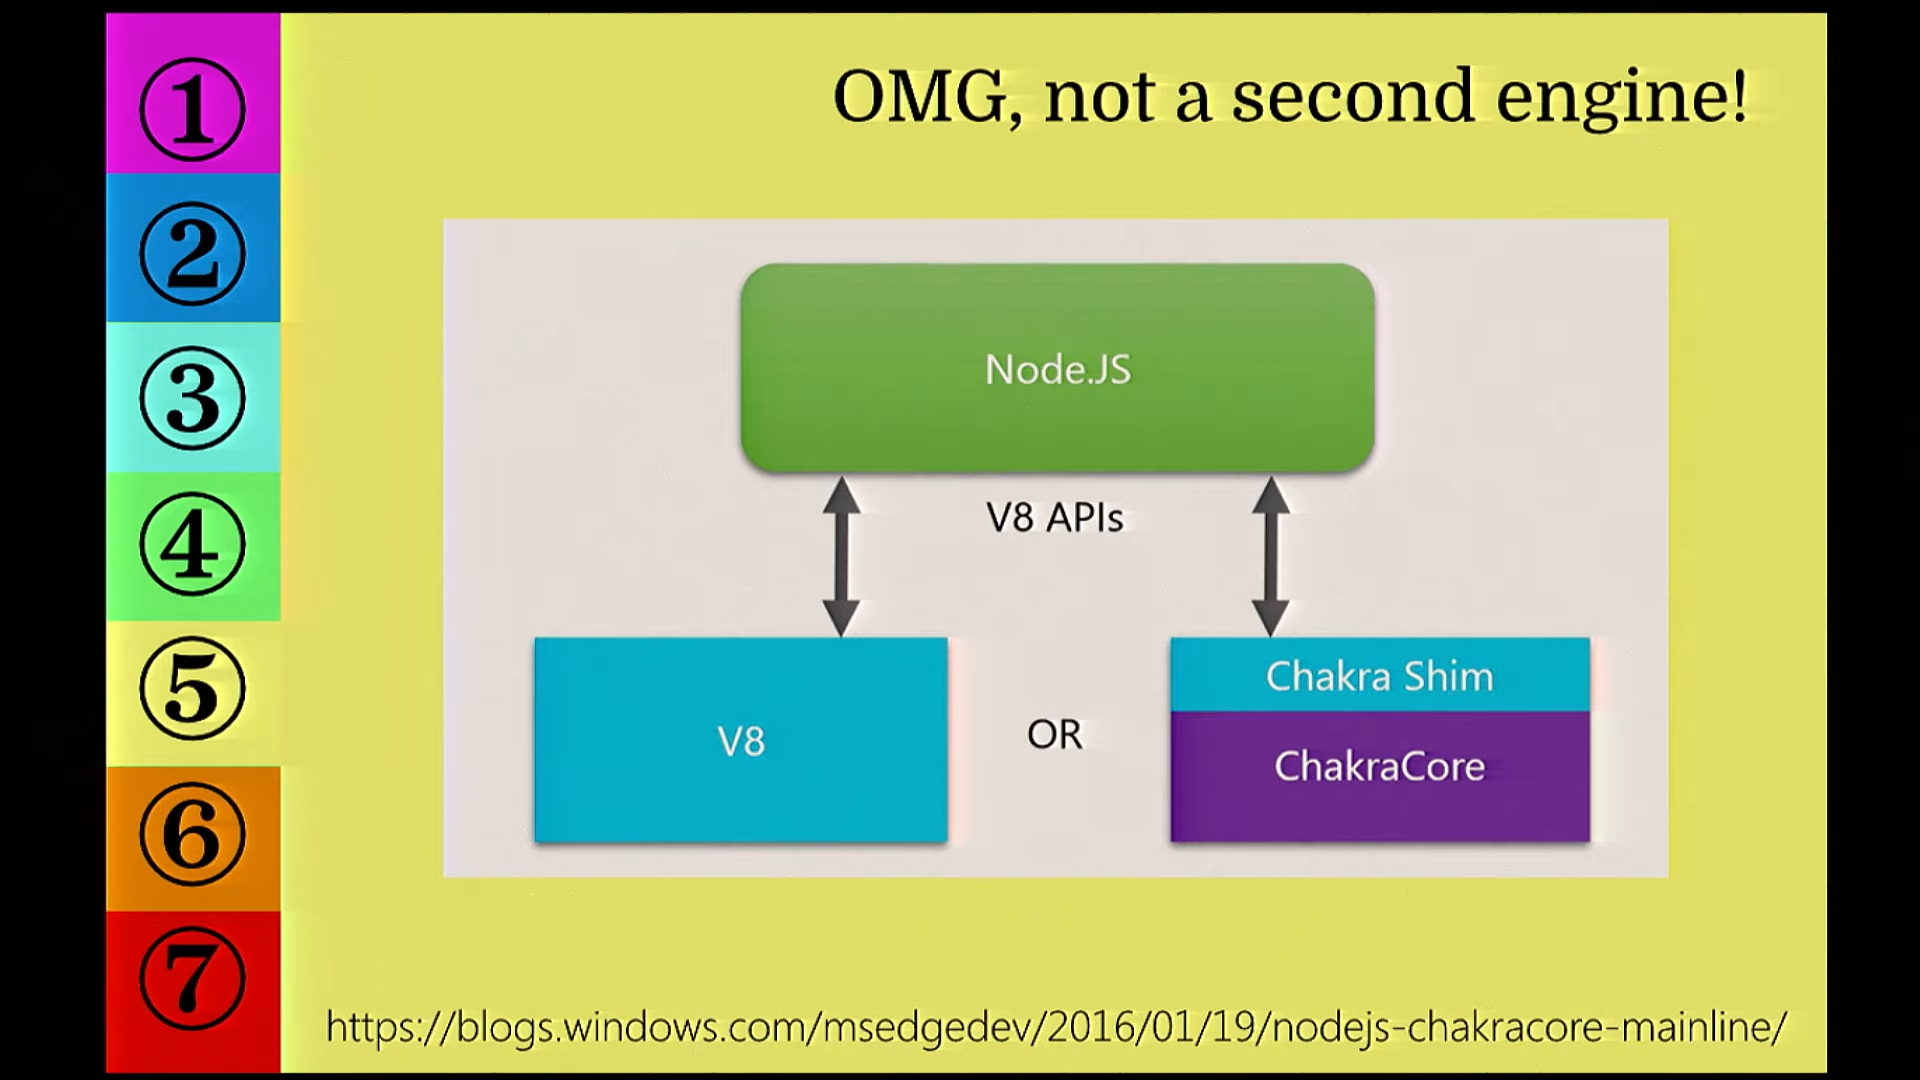 ①
②
③
④
⑤
⑥
⑦
OMG, not a second engine!
Node.JS
V8 APIs
V8
OR
Chakra Shim
ChakraCore
https://blogs.windows.com/msedgedev/2016/01/19/nodejs-chakracore-mainline/